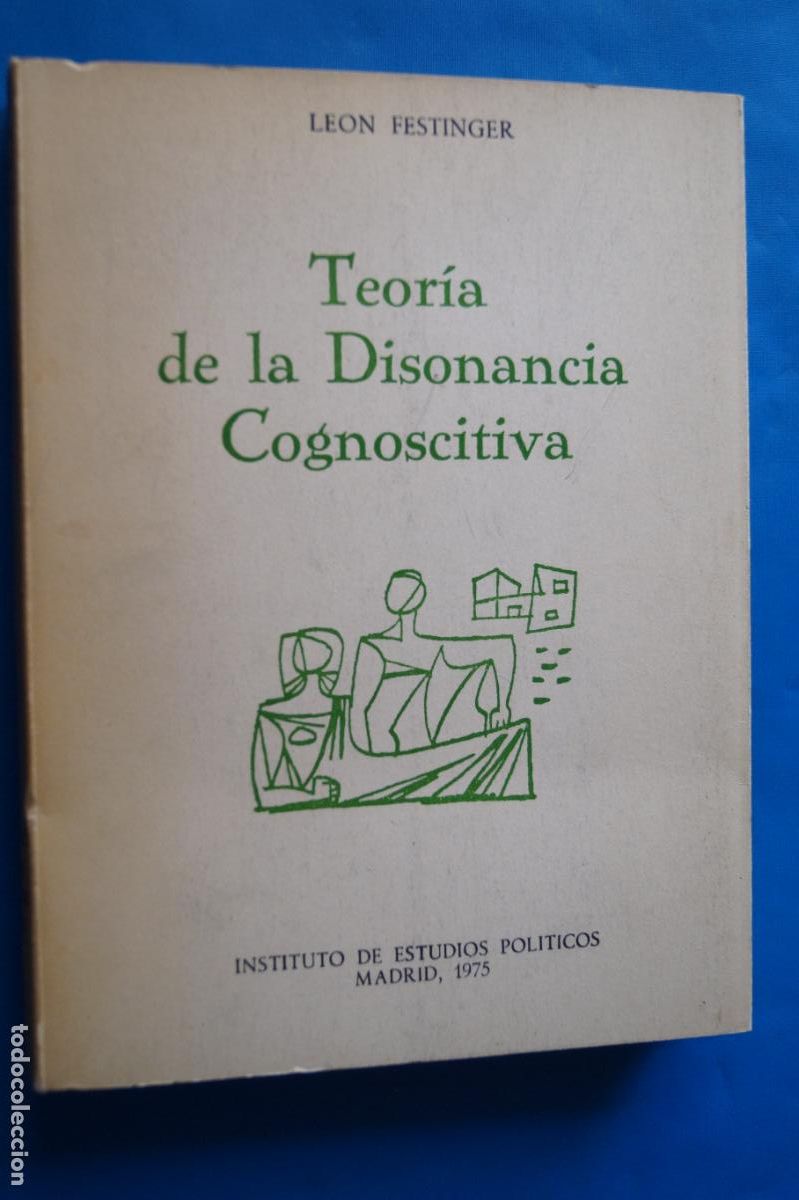 LEON FESTINGER
Teoría
de la Disonancia
Cognoscitiva
INSTITUTO DE ESTUDIOS POLITICOS
MADRID, 1975
todocoleccion